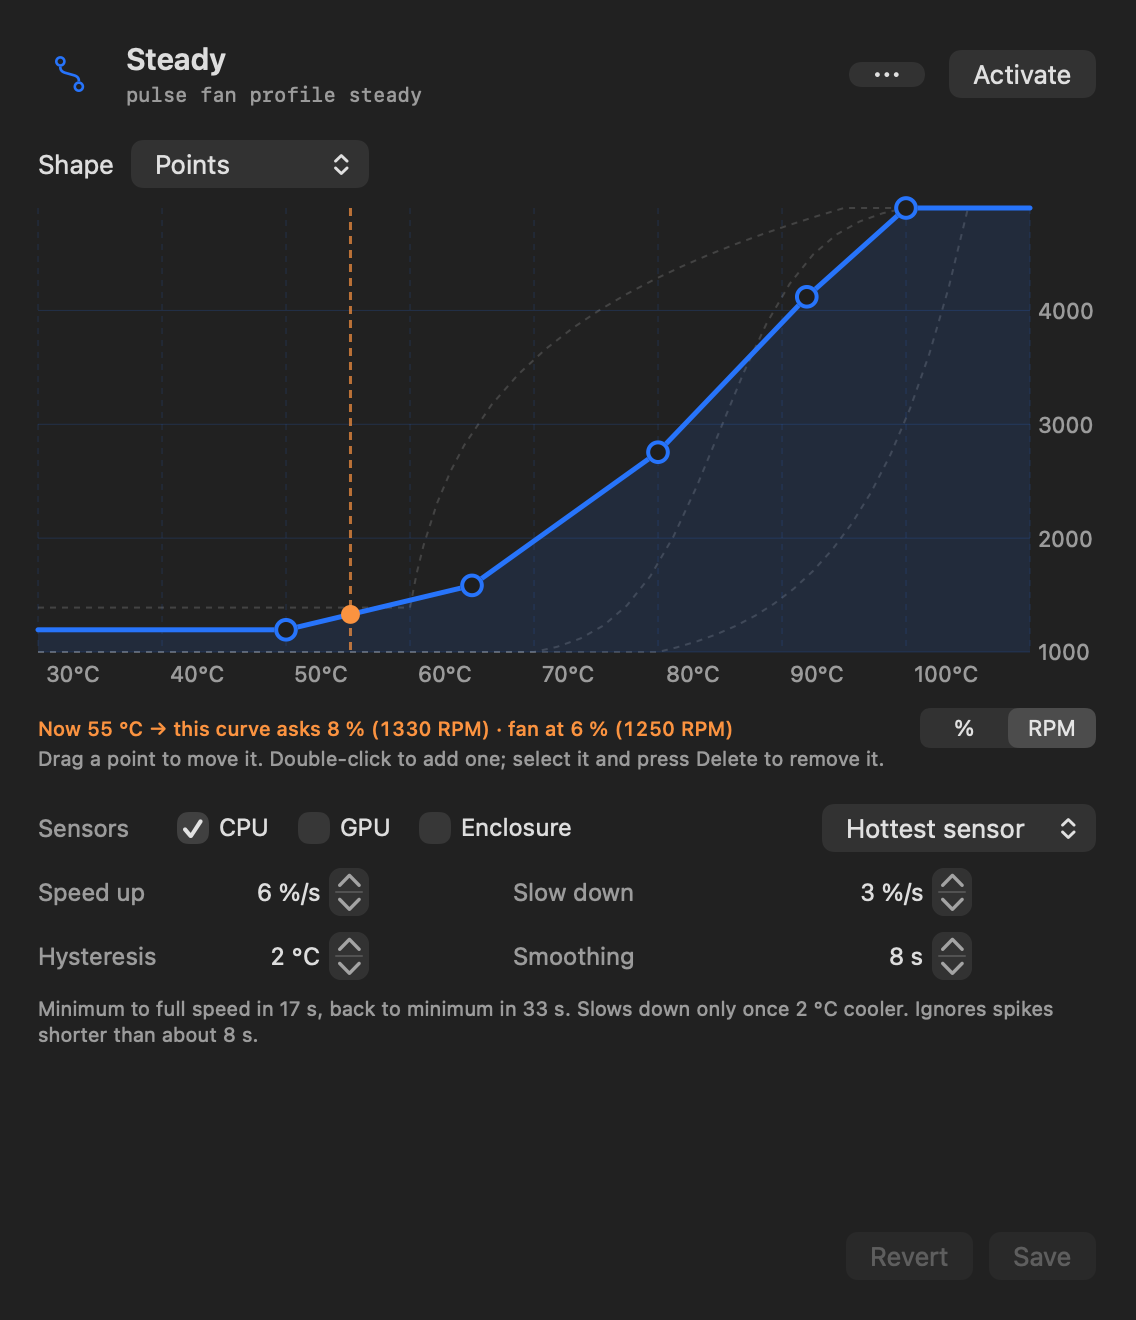 Steady
pulse fan profile steady
•••
Activate
Shape
Points
4000
3000
2000
1000
30°C 40°C 50°C 60°C 70°C 80°C 90°C 100°C
Now 55 °C → this curve asks 8 % (1330 RPM) · fan at 6 % (1250 RPM)
% RPM
Drag a point to move it. Double-click to add one; select it and press Delete to remove it.
Sensors CPU GPU Enclosure Hottest sensor
Speed up 6 %/s Slow down 3 %/s
Hysteresis 2 °C Smoothing 8 s
Minimum to full speed in 17 s, back to minimum in 33 s. Slows down only once 2 °C cooler. Ignores spikes
shorter than about 8 s.
Revert Save